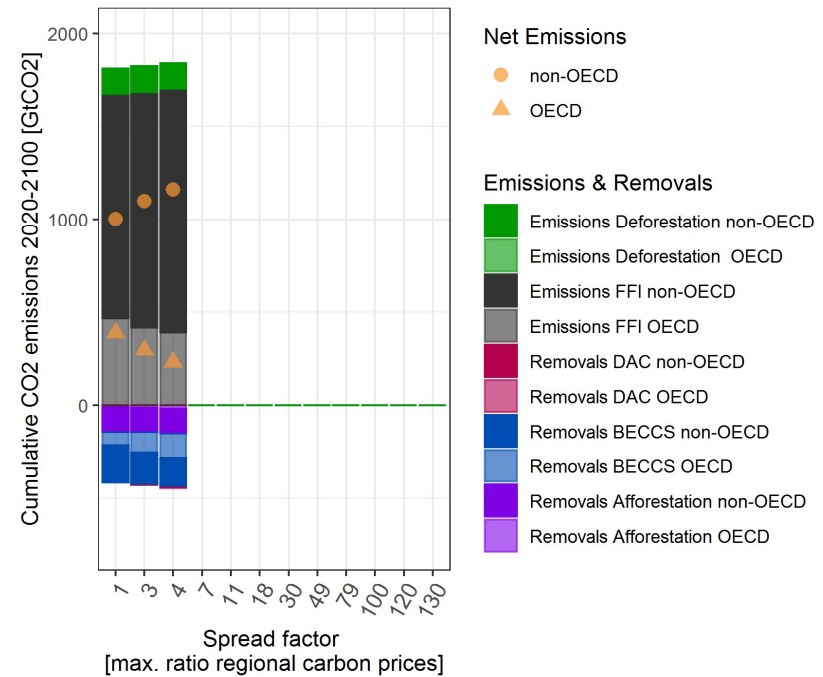 Cumulative CO2 emissions 2020-2100 [GtCO2]
2000
1000
0
1
3
4
7
11
18
30
49
79
100
120
130
Spread factor
[max. ratio regional carbon prices]
Net Emissions
non-OECD
OECD
Emissions & Removals
Emissions Deforestation non-OECD
Emissions Deforestation  OECD
Emissions FFI non-OECD
Emissions FFI OECD
Removals DAC non-OECD
Removals DAC OECD
Removals BECCS non-OECD
Removals BECCS OECD
Removals Afforestation non-OECD
Removals Afforestation OECD